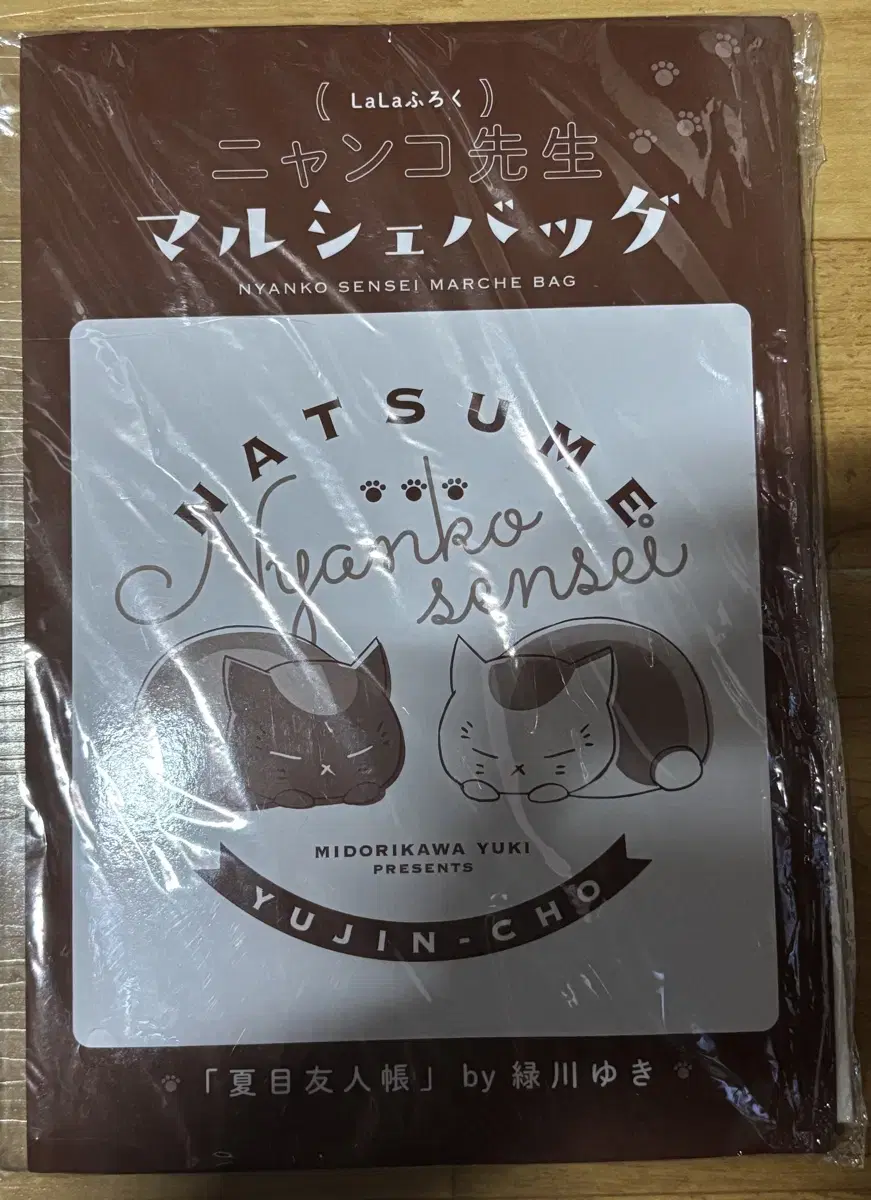 LaLaふろく
ニャンコ先生
マルシェバッグ
NYANKO SENSEI MARCHE BAG
NATSUME
Nyanko
sensei
MIDORIKAWA YUKI
PRESENTS
YUJIN-CHO
「夏目友人帳」by 緑川ゆき